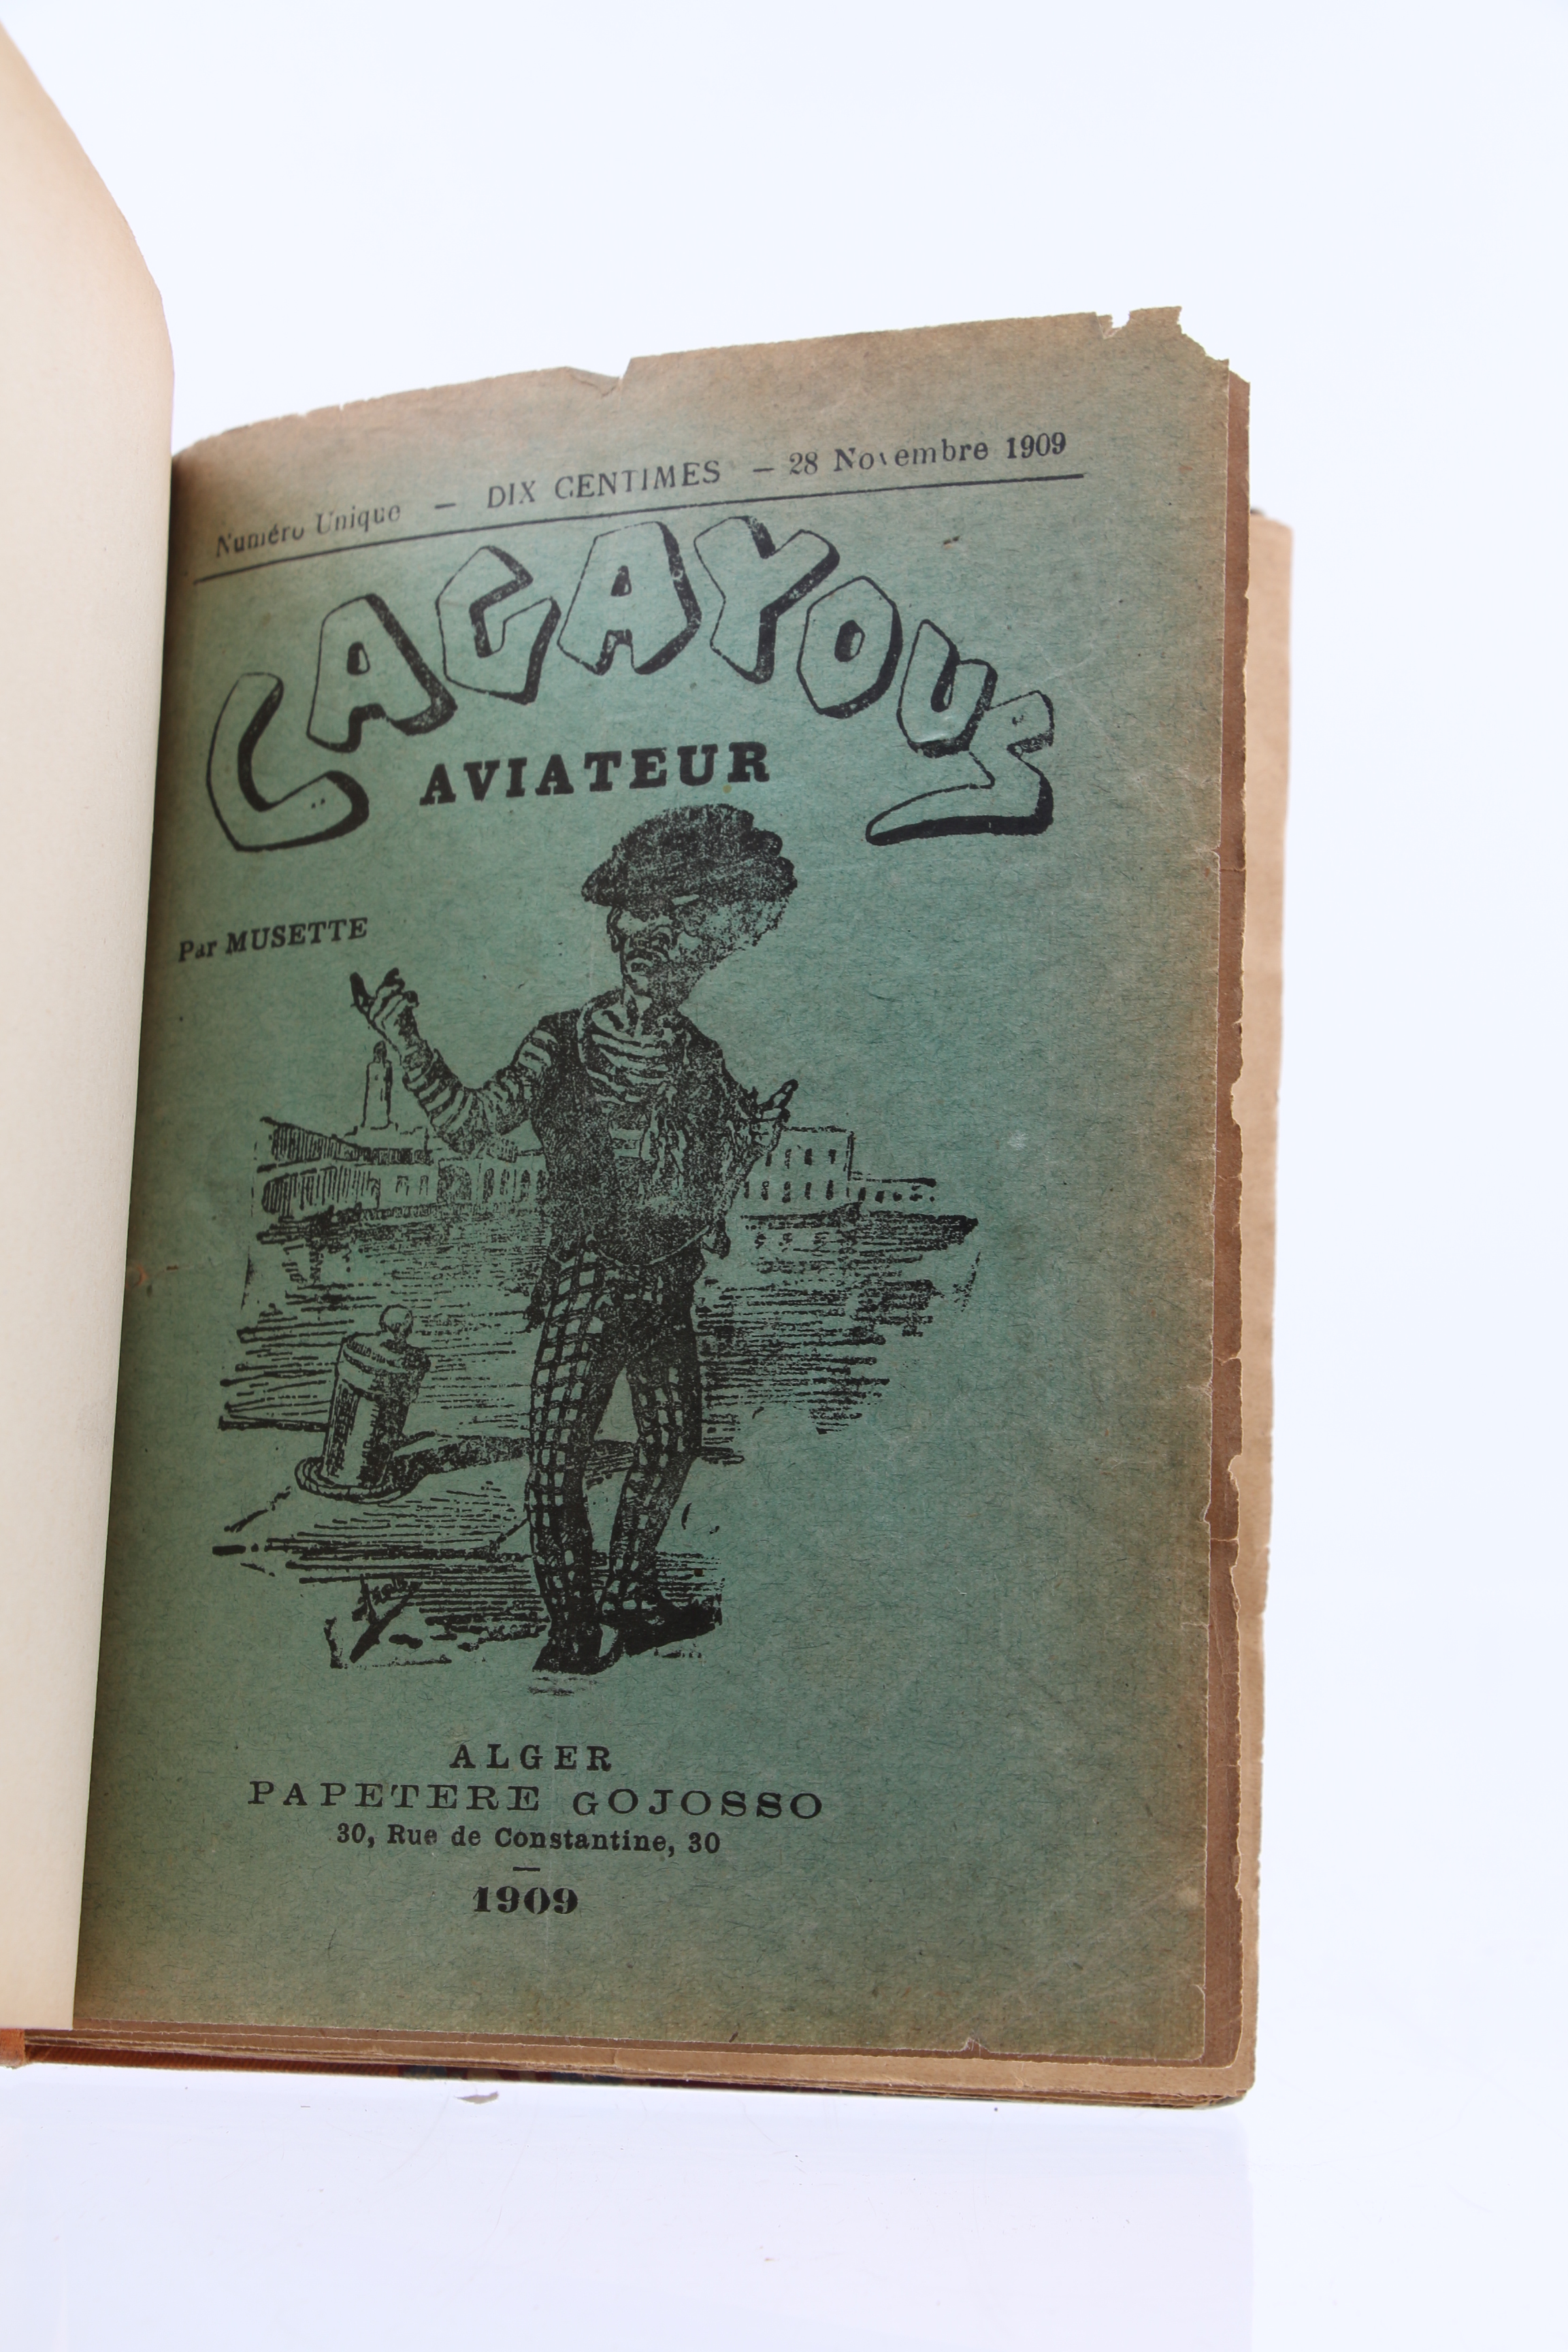 Numéro Unique — DIX CENTIMES — 28 Novembre 1909
CAGAYOUS
AVIATEUR
Par MUSETTE
ALGER
PAPETERE GOJOSSO
30, Rue de Constantine, 30
1909